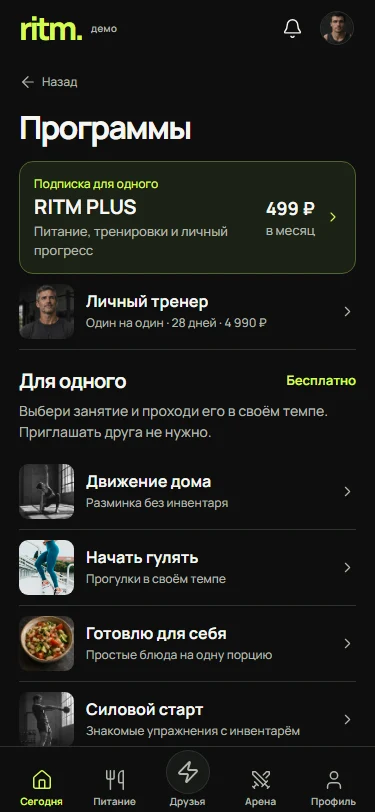 ritm.
демо
Назад
Программы
Подписка для одного
RITM PLUS
499 ₽
Питание, тренировки и личный
в месяц
прогресс
Личный тренер
Один на один · 28 дней · 4 990 ₽
Для одного
Бесплатно
Выбери занятие и проходи его в своём темпе.
Приглашать друга не нужно.
Движение дома
Разминка без инвентаря
Начать гулять
Прогулки в своём темпе
Готовлю для себя
Простые блюда на одну порцию
Силовой старт
Знакомые упражнения с инвентарём
Сегодня
Питание
Друзья
Арена
Профиль